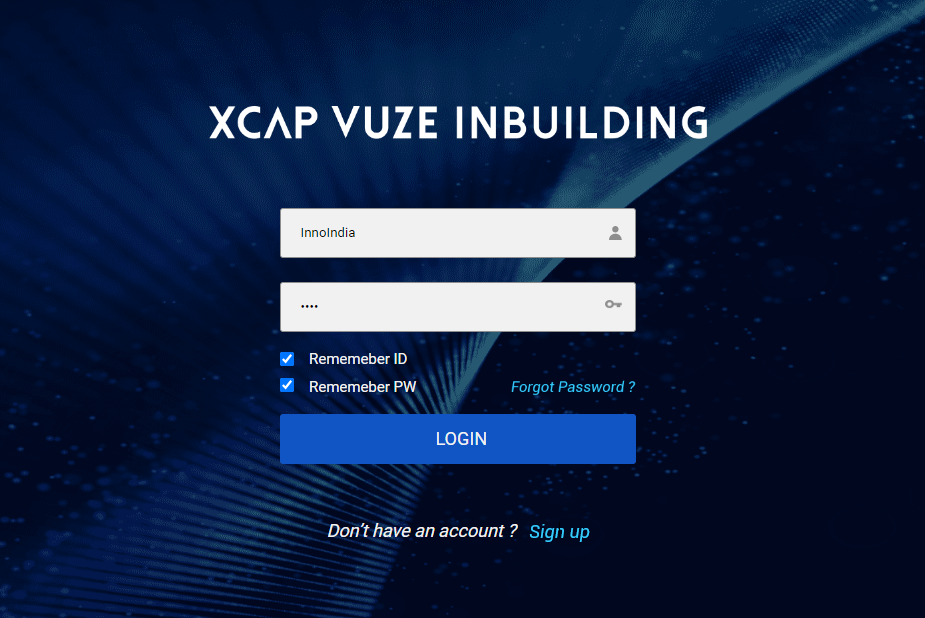 XCAP VUZE INBUILDING
InnoIndia
••••
Rememeber ID
Rememeber PW
Forgot Password ?
LOGIN
Don't have an account ? Sign up